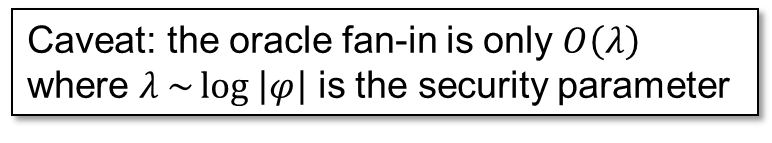 Caveat: the oracle fan-in is only 𝑂(𝜆)
where 𝜆 ~ log |𝜑| is the security parameter